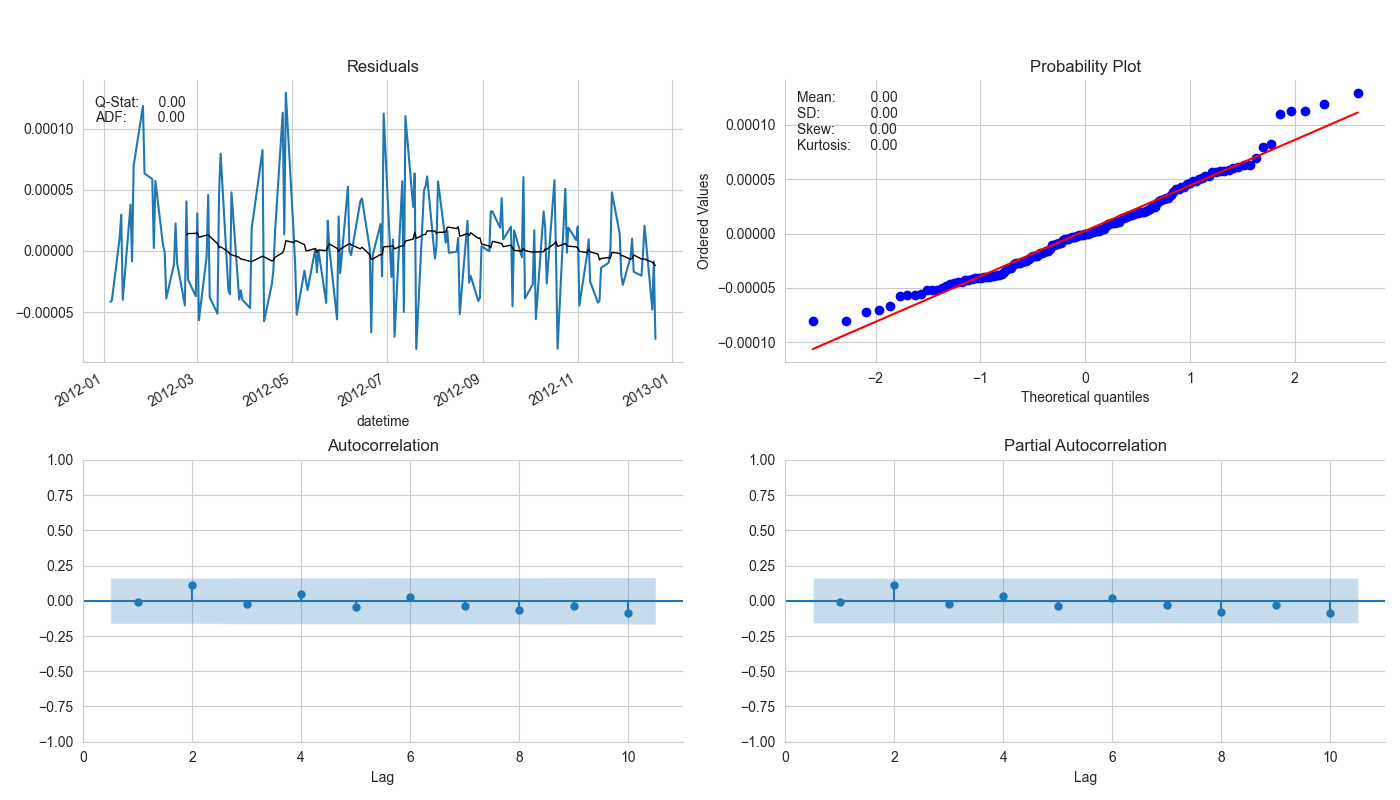 Residuals
Q-Stat: 0.00
ADF: 0.00
0.00010
0.00005
0.00000
−0.00005
2012-01
2012-03
2012-05
2012-07
2012-09
2012-11
2013-01
datetime
Probability Plot
Mean: 0.00
SD: 0.00
Skew: 0.00
Kurtosis: 0.00
Ordered Values
0.00010
0.00005
0.00000
−0.00005
−0.00010
−2 −1 0 1 2
Theoretical quantiles
Autocorrelation
1.00
0.75
0.50
0.25
0.00
−0.25
−0.50
−0.75
−1.00
0 2 4 6 8 10
Lag
Partial Autocorrelation
1.00
0.75
0.50
0.25
0.00
−0.25
−0.50
−0.75
−1.00
0 2 4 6 8 10
Lag